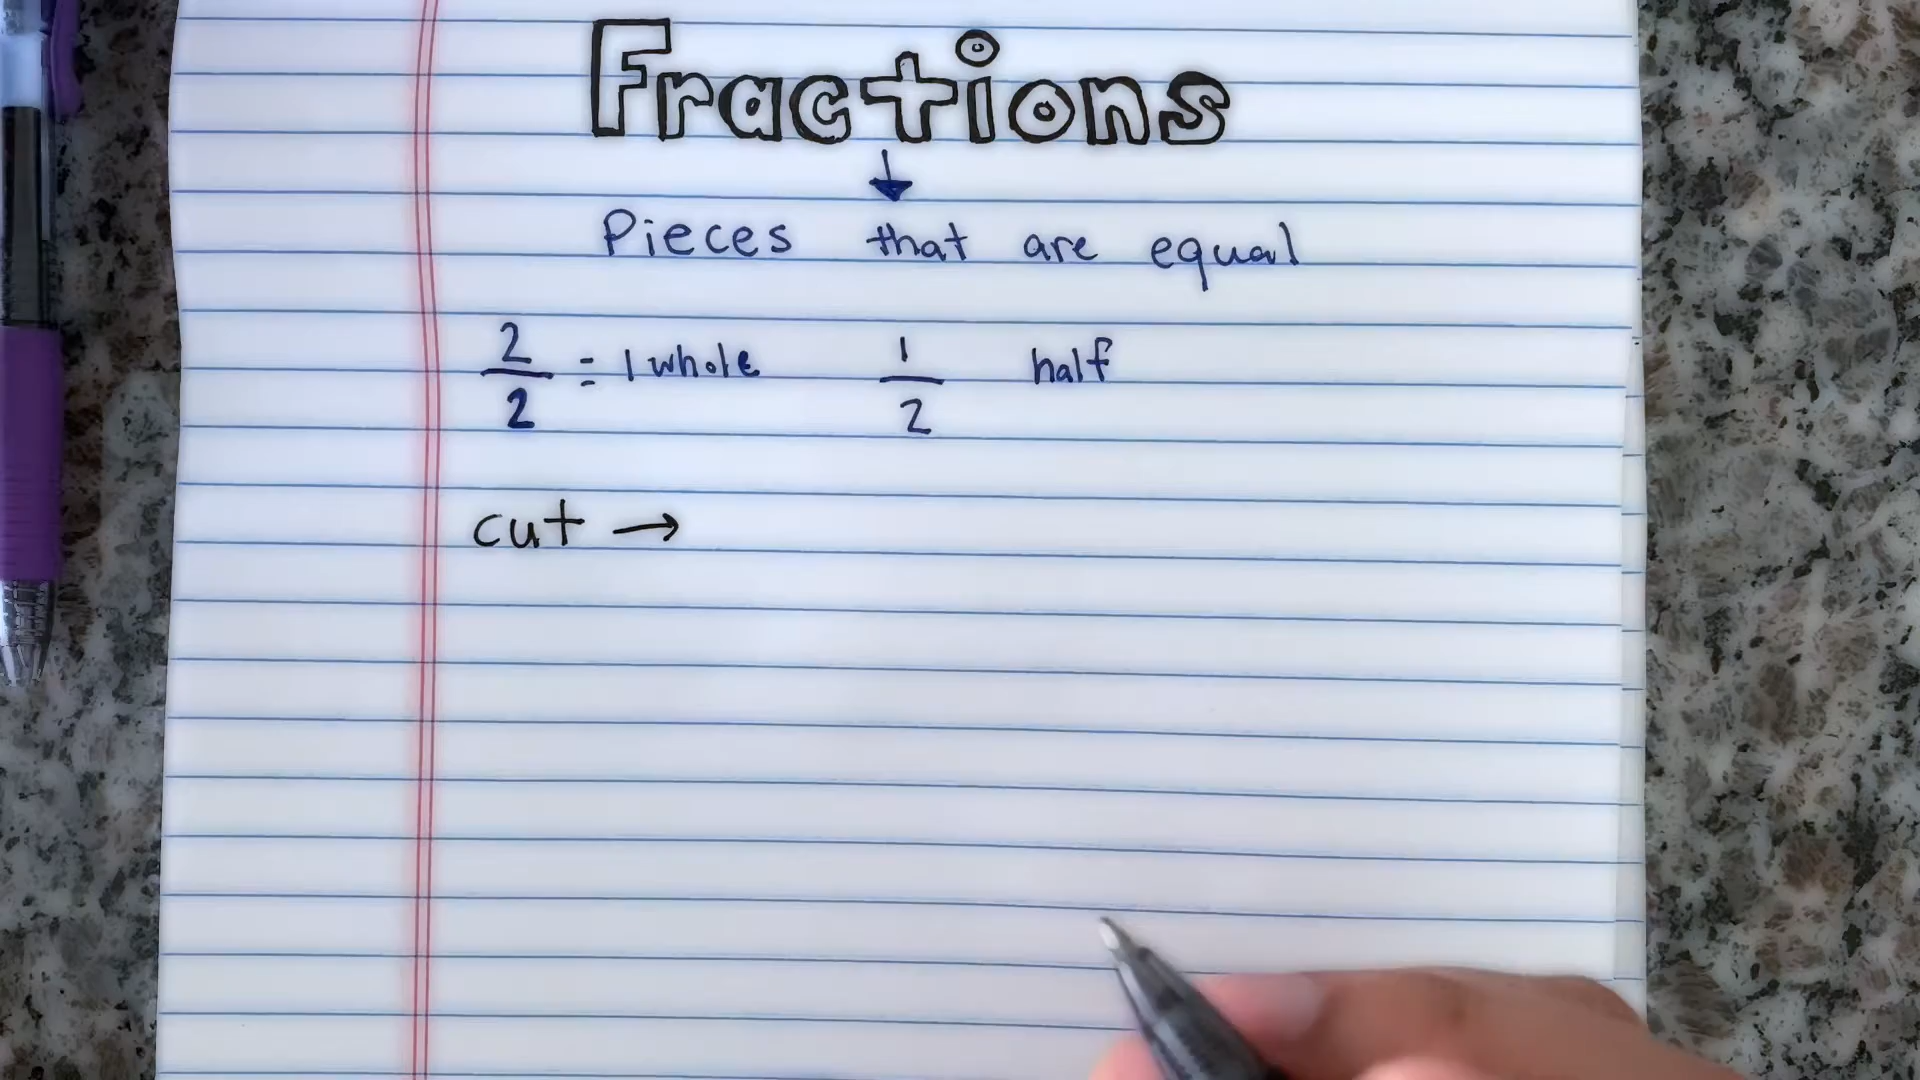 Fractions
↓
Pieces that are equal
2/2 = 1 whole 1/2 half
cut →